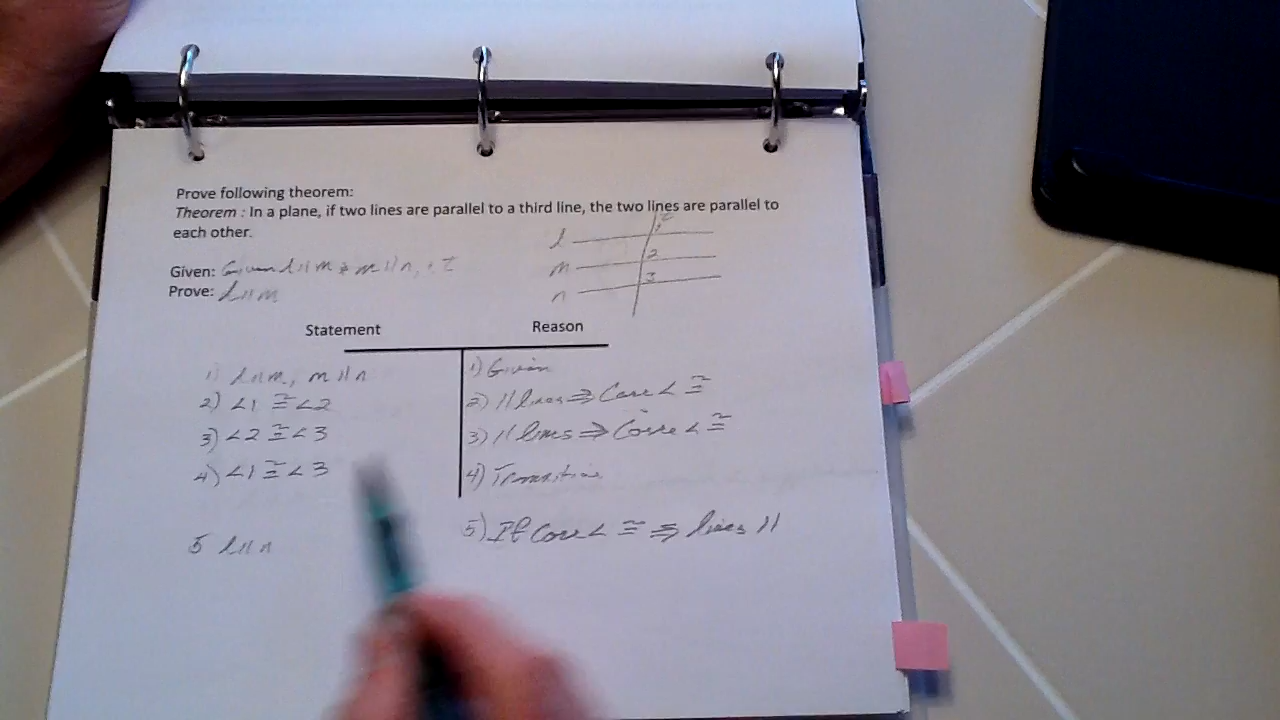 Prove following theorem:
Theorem : In a plane, if two lines are parallel to a third line, the two lines are parallel to
each other.
l
1
m
2
n
3
Given: Given l // m & m // n,
Prove: l // m
Statement
Reason
1) l // m, m // n
1) Given
2) ∠1 ≅ ∠2
2) // lines ⇒ Corr ∠ ≅
3) ∠2 ≅ ∠3
3) // lines ⇒ Corr ∠ ≅
4) ∠1 ≅ ∠3
4) Transitive
5 l // n
5) If Corr ∠ ≅ ⇒ lines //